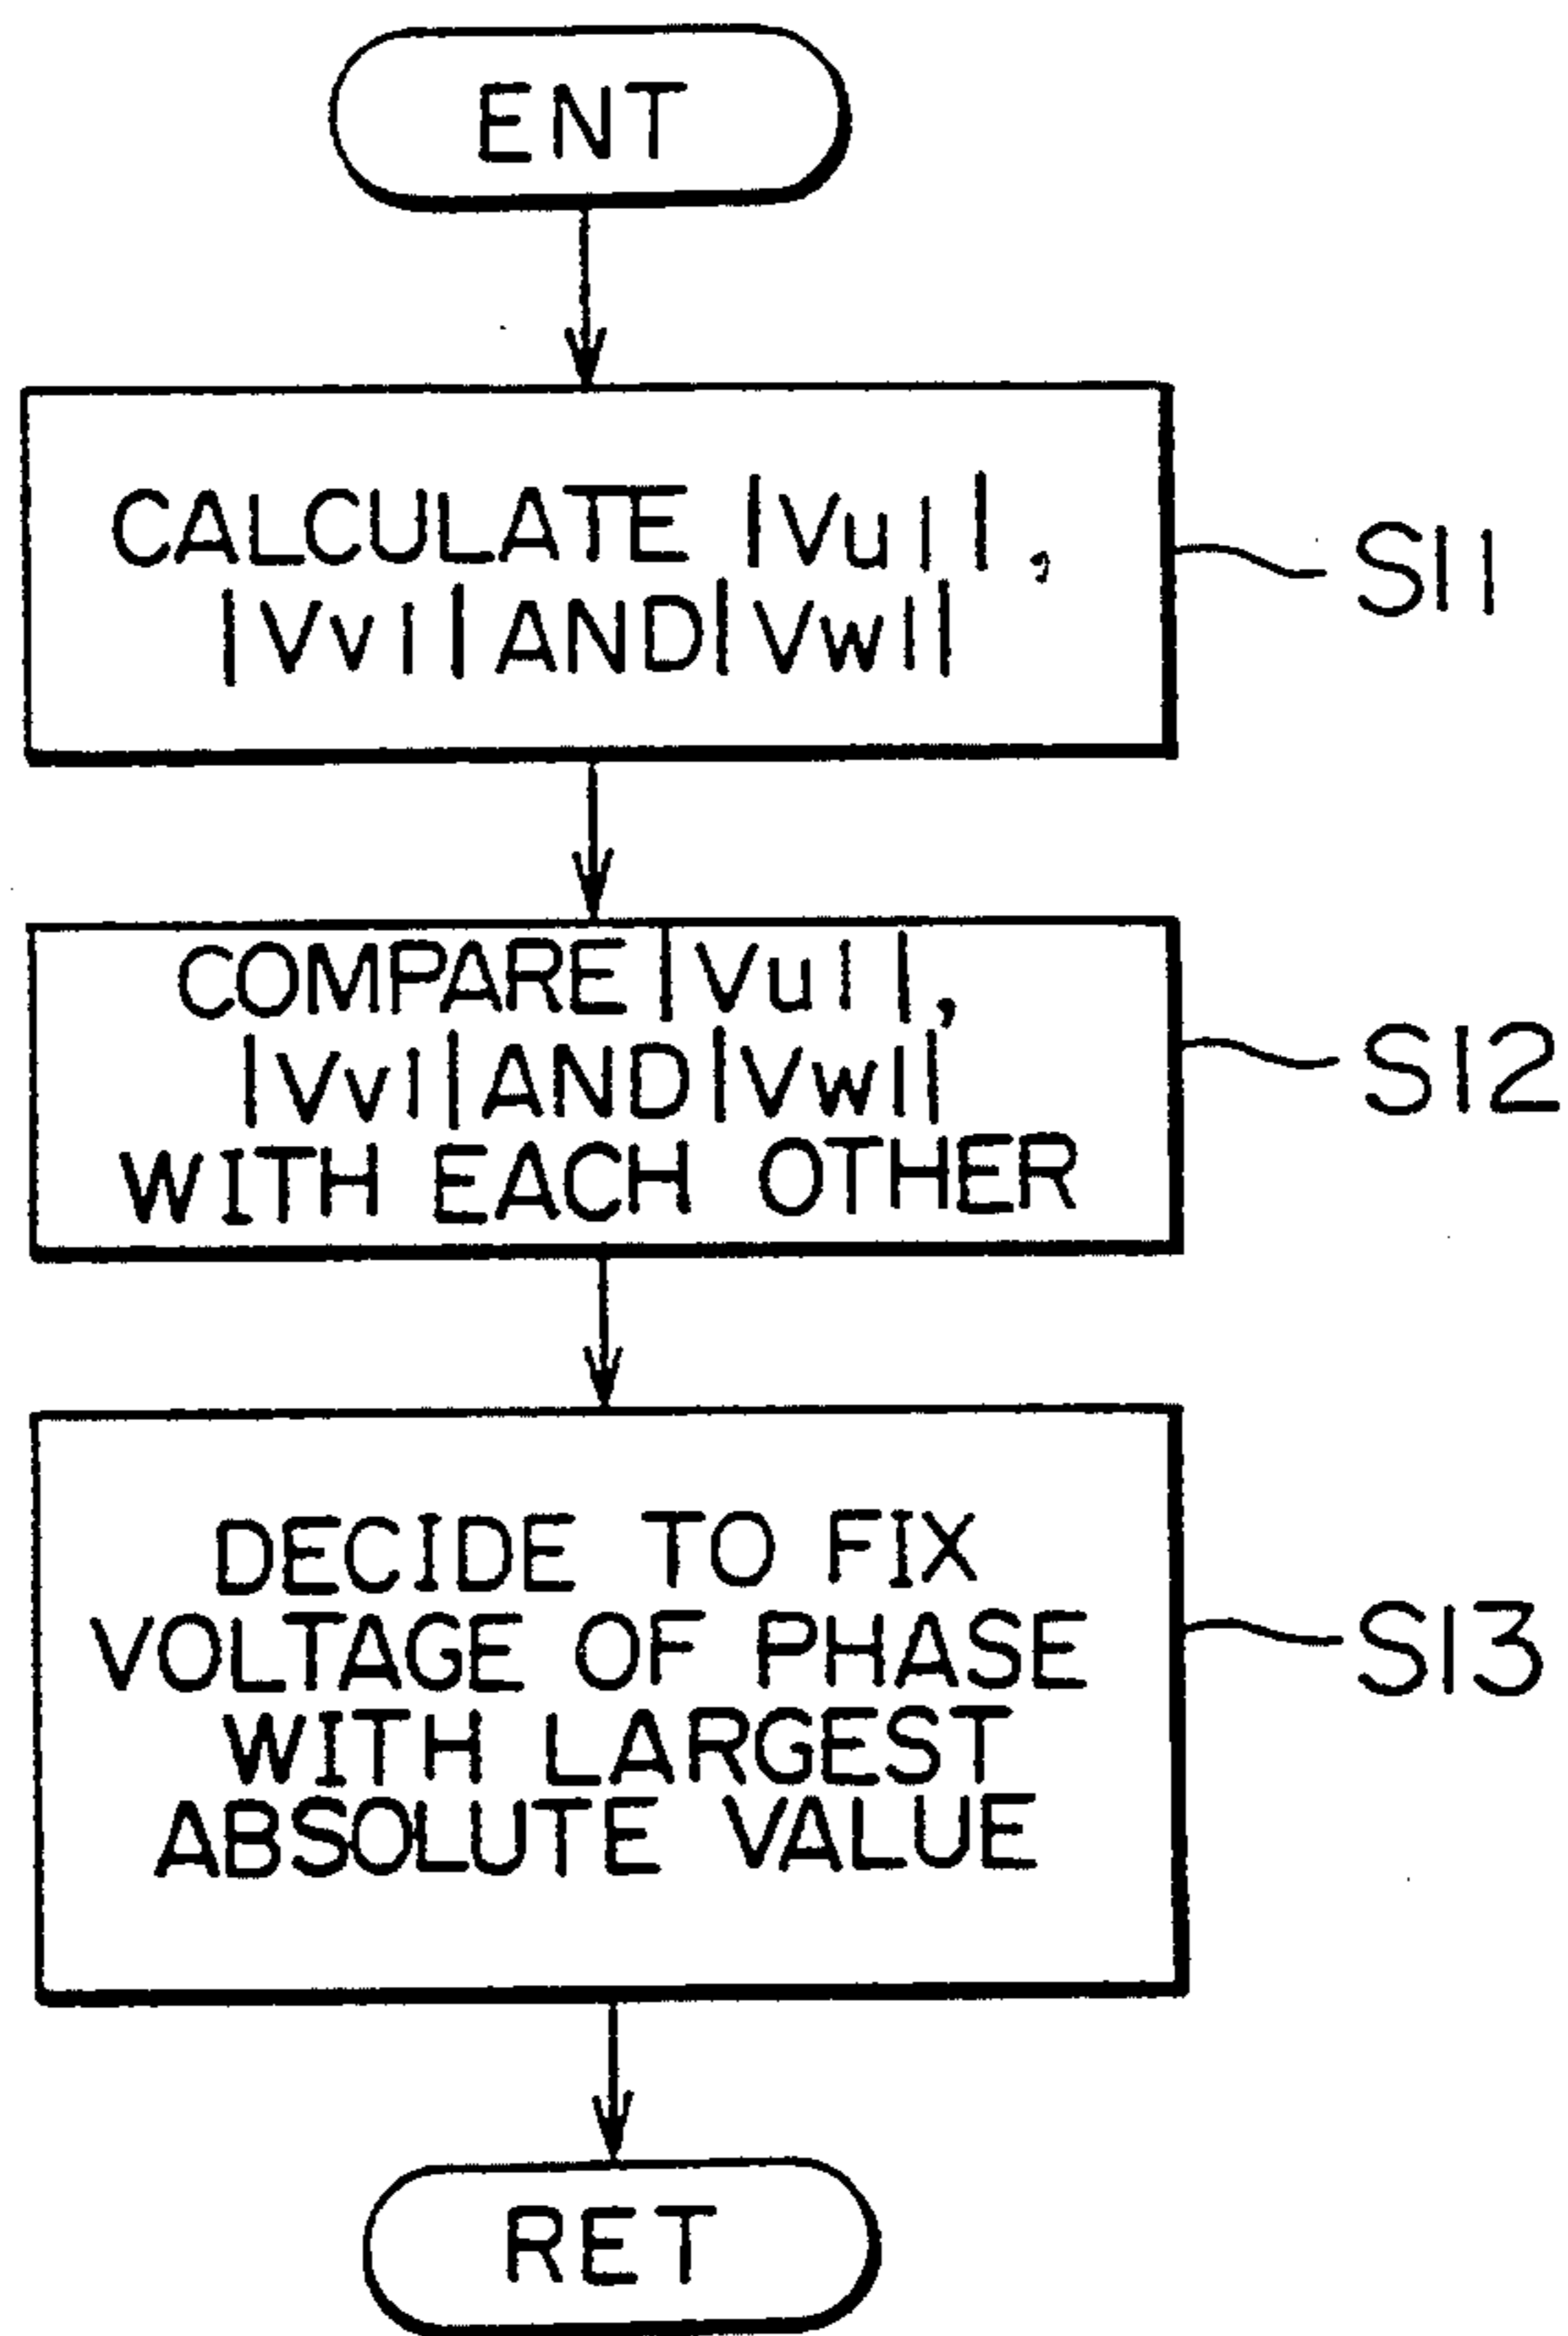 ENT
CALCULATE |Vu1|,
|Vv1| AND |Vw1|
S11
COMPARE |Vu1|,
|Vv1| AND |Vw1|
WITH EACH OTHER
S12
DECIDE TO FIX
VOLTAGE OF PHASE
WITH LARGEST
ABSOLUTE VALUE
S13
RET